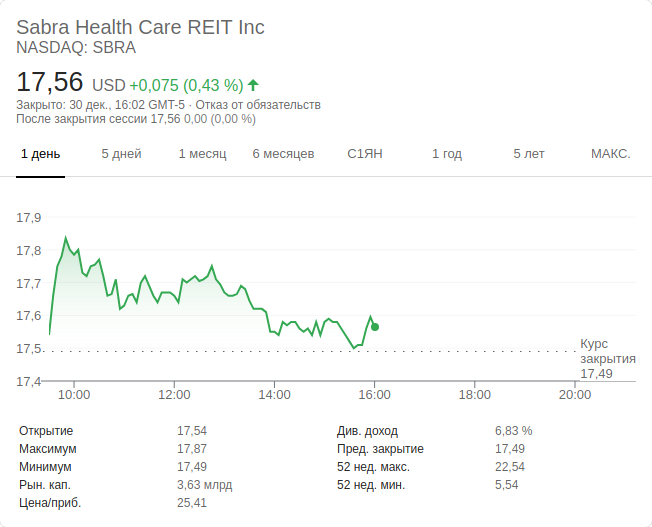 Sabra Health Care REIT Inc
NASDAQ: SBRA
17,56 USD +0,075 (0,43 %)
Закрыто: 30 дек., 16:02 GMT-5 · Отказ от обязательств
После закрытия сессии 17,56 0,00 (0,00 %)
1 день 5 дней 1 месяц 6 месяцев С1ЯН 1 год 5 лет МАКС.
17,9
17,8
17,7
17,6
17,5
17,4
Курс
закрытия
17,49
10:00 12:00 14:00 16:00 18:00 20:00
Открытие 17,54 Див. доход 6,83 %
Максимум 17,87 Пред. закрытие 17,49
Минимум 17,49 52 нед. макс. 22,54
Рын. кап. 3,63 млрд 52 нед. мин. 5,54
Цена/приб. 25,41